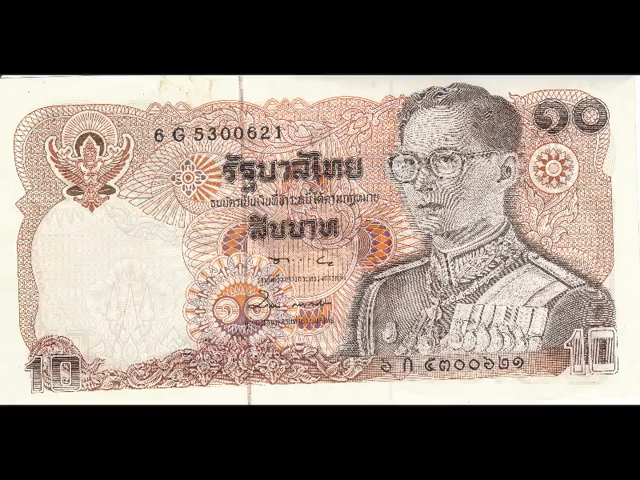 ๑๐
6 G 5300621
รัฐบาลไทย
ธนบัตรเป็นเงินที่ชำระหนี้ได้ตามกฎหมาย
สิบบาท
๑๐
10
๖ ก ๕๓๐๐๖๒๑
10